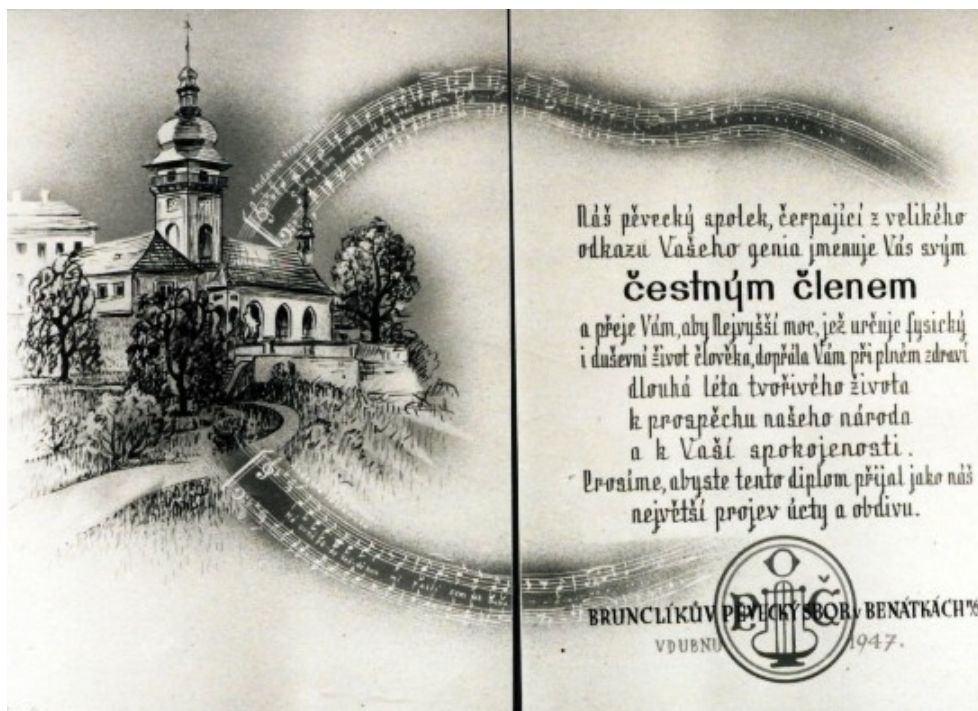 Náš pěvecký spolek, čerpající z velikého
odkazu Vašeho genia jmenuje Vás svým
čestným členem
a přeje Vám, aby Nejvyšší moc, jež určuje fysický
i duševní život člověka, dopřála Vám při plném zdraví
dlouhá léta tvořivého života
k prospěchu našeho národa
a k Vaší spokojenosti.
Prosíme, abyste tento diplom přijal jako náš
největší projev úcty a obdivu.
POČ
BRUNCLÍKŮV PĚVECKÝ SBOR v BENÁTKÁCH n/J
V DUBNU 1947.